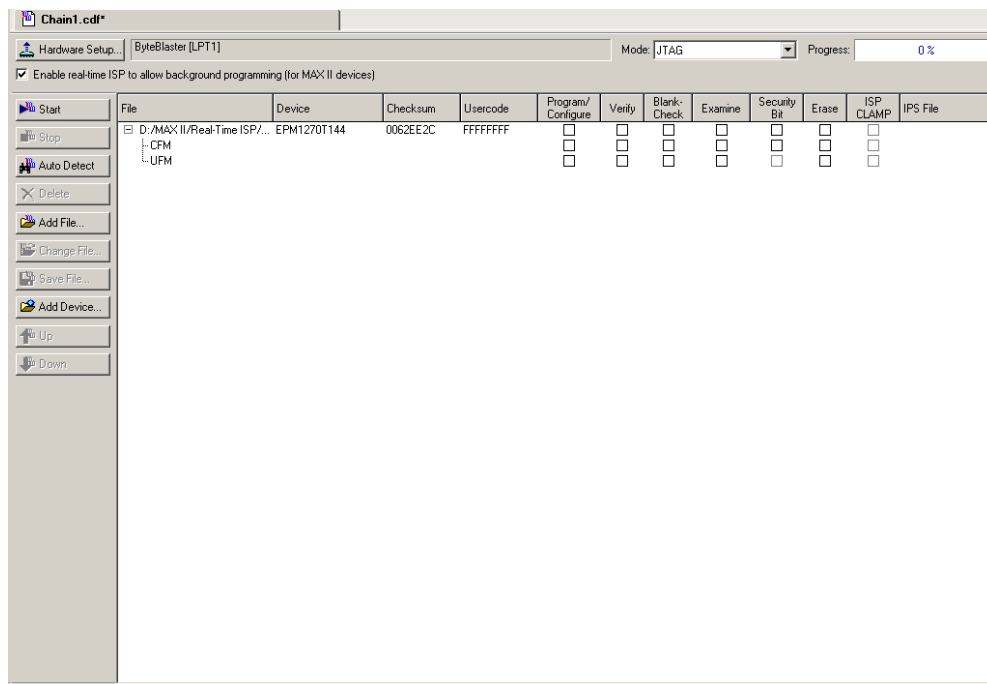 Chain1.cdf*
Hardware Setup... ByteBlaster [LPT1] Mode: JTAG Progress: 0 %
Enable real-time ISP to allow background programming (for MAX II devices)
Start
Stop
Auto Detect
Delete
Add File...
Change File...
Save File...
Add Device...
Up
Down
File Device Checksum Usercode Program/ Configure Verify Blank- Check Examine Security Bit Erase ISP CLAMP IPS File
D:/MAX II/Real-Time ISP/... EPM1270T144 0062EE2C FFFFFFFF
CFM
UFM